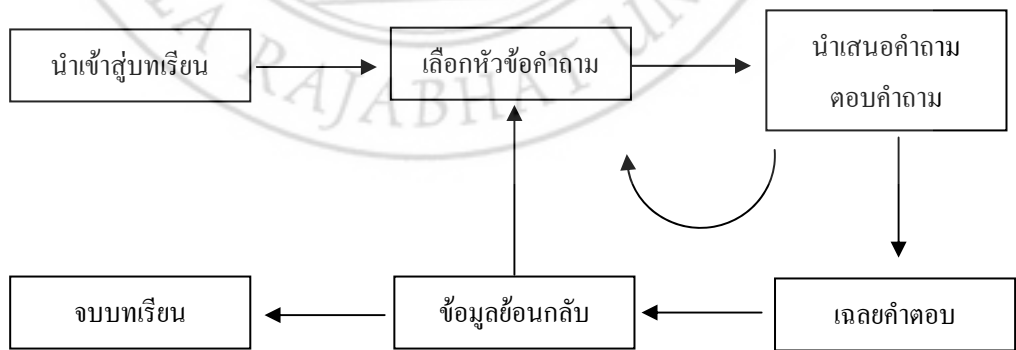 นำเข้าสู่บทเรียน
เลือกหัวข้อคำถาม
นำเสนอคำถาม
ตอบคำถาม
จบบทเรียน
ข้อมูลย้อนกลับ
เฉลยคำตอบ
RAJABHAT